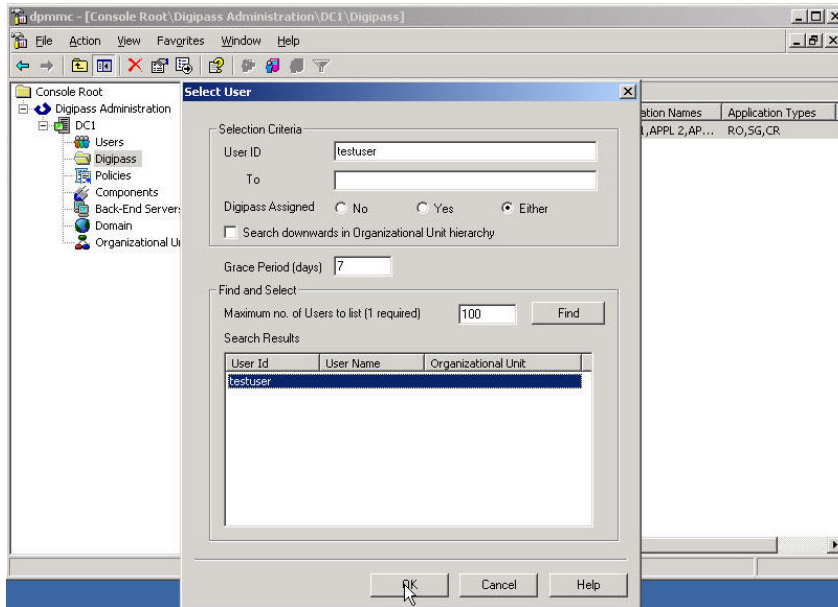 dpmmc - [Console Root\Digipass Administration\DC1\Digipass]
File Action View Favorites Window Help
Console Root
Digipass Administration
DC1
Users
Digipass
Policies
Components
Back-End Servers
Domain
Organizational
Select User
Selection Criteria
User ID testuser
To
Digipass Assigned No Yes Either
Search downwards in Organizational Unit hierarchy
Grace Period (days) 7
Find and Select
Maximum no. of Users to list (1 required) 100 Find
Search Results
User Id User Name Organizational Unit
testuser
OK Cancel Help
Names Application Types
,APPL 2,AP... RO,SG,CR